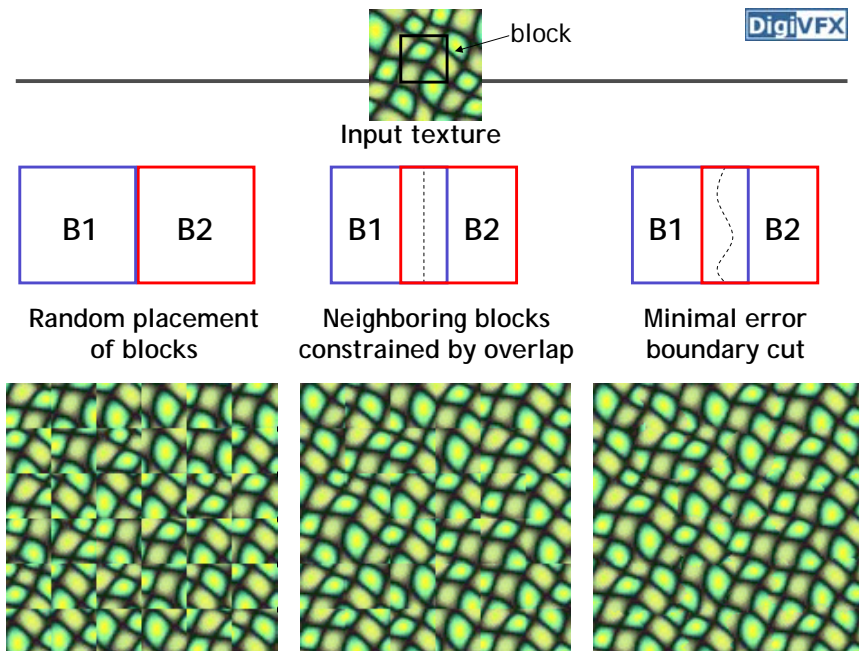 block
DigiVFX
Input texture
B1
B2
B1
B2
B1
B2
Random placement
of blocks
Neighboring blocks
constrained by overlap
Minimal error
boundary cut